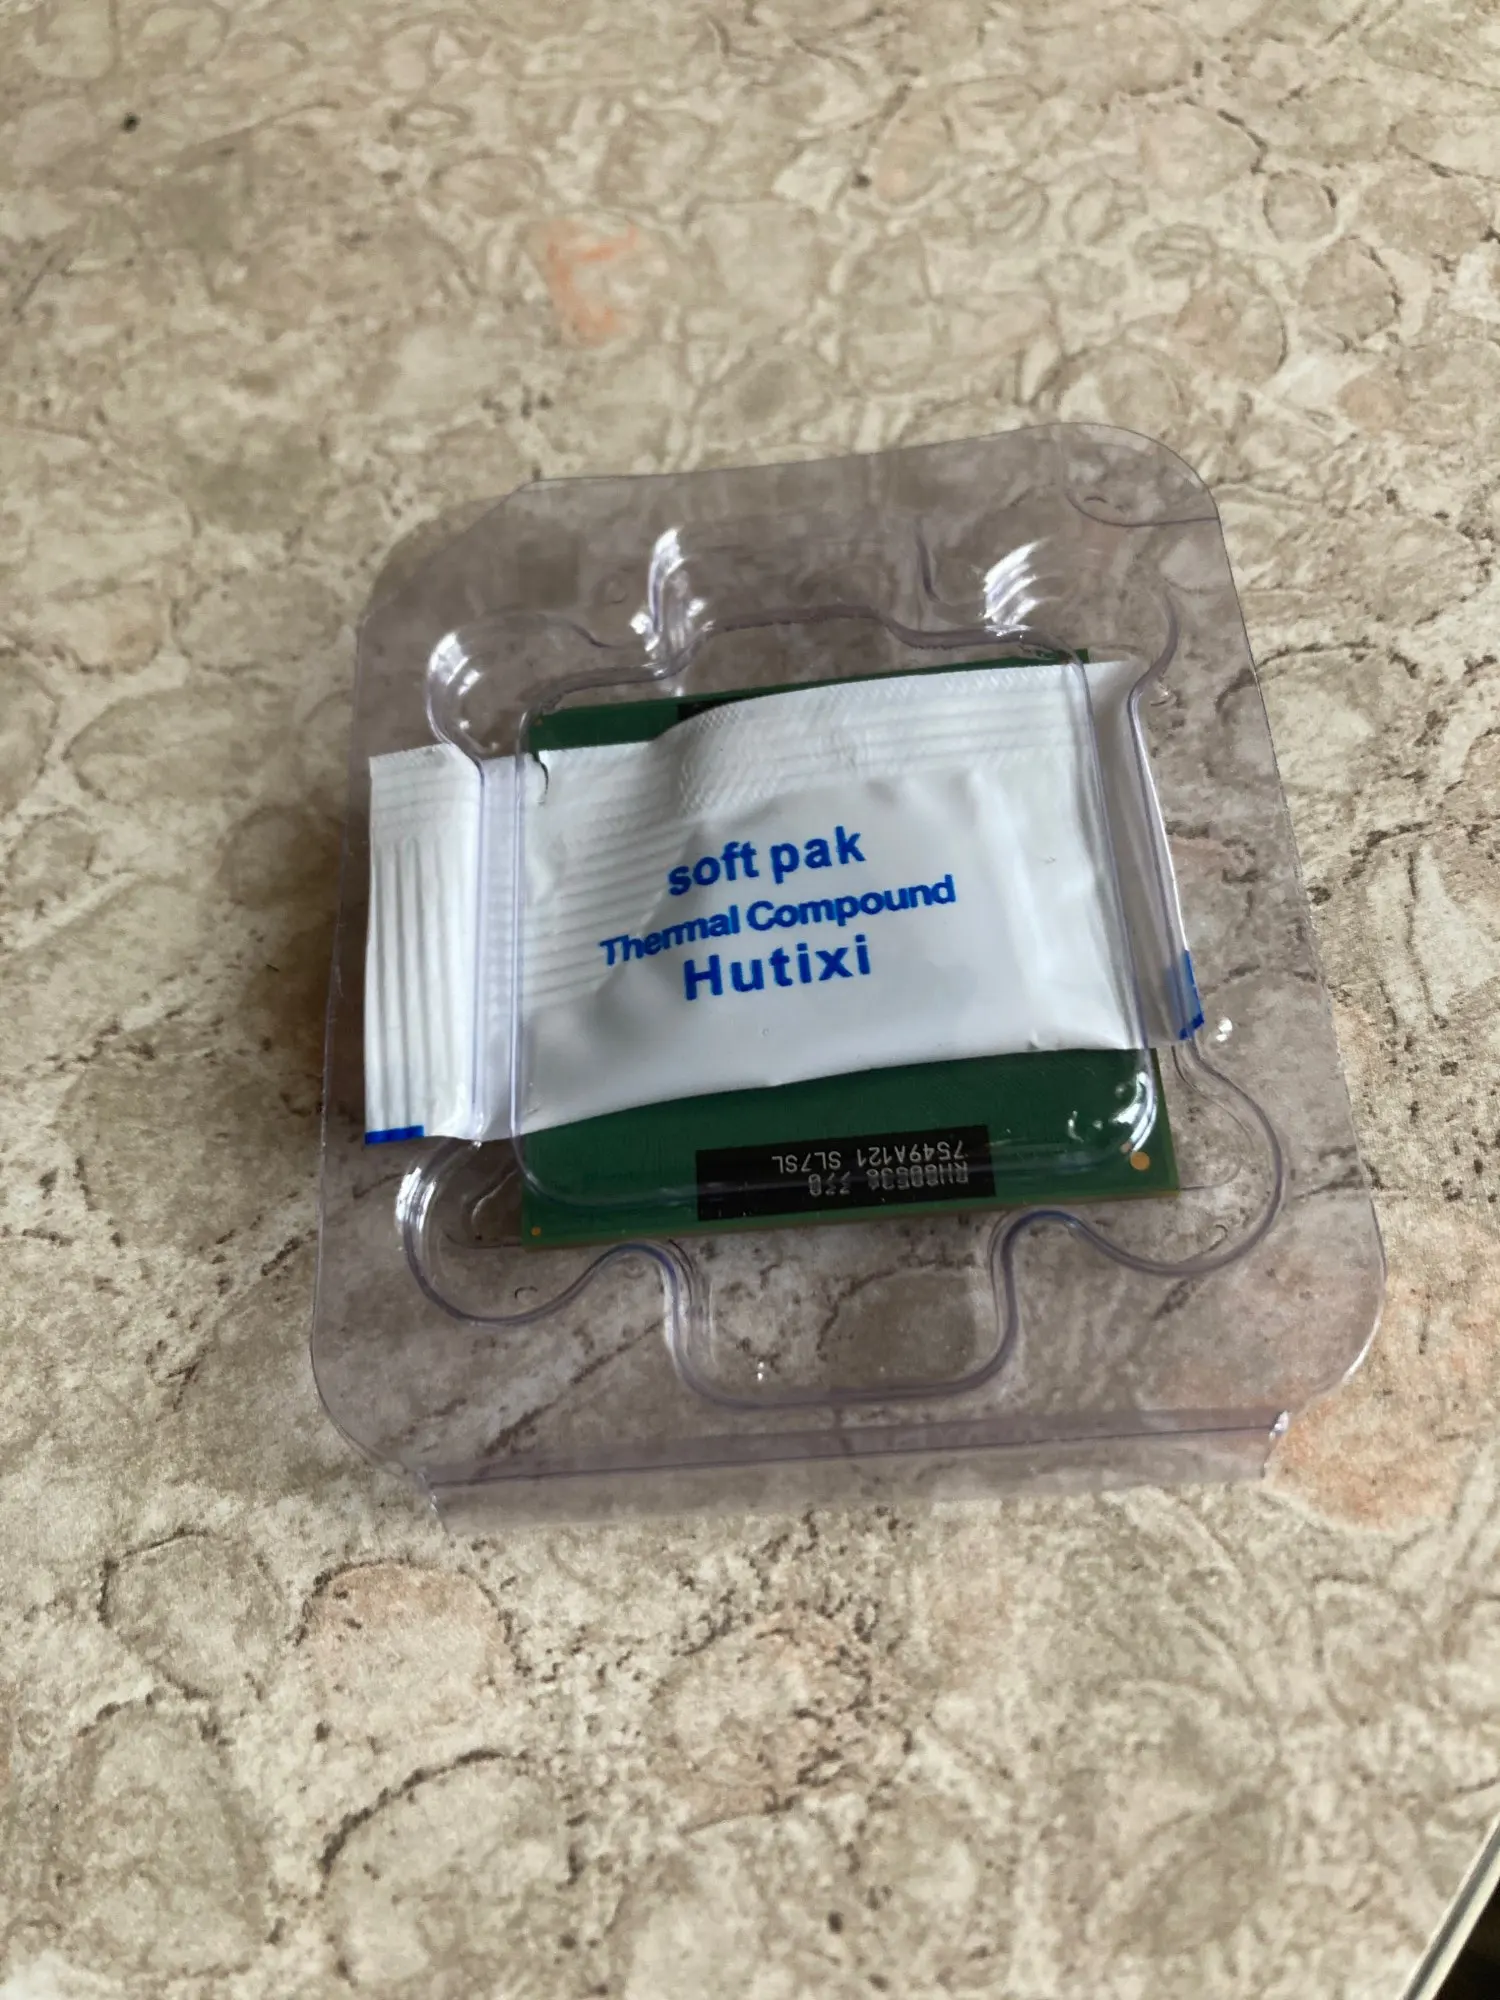 soft pak
Thermal Compound
Hutixi
RH80536 770
7549A121 SL7SL